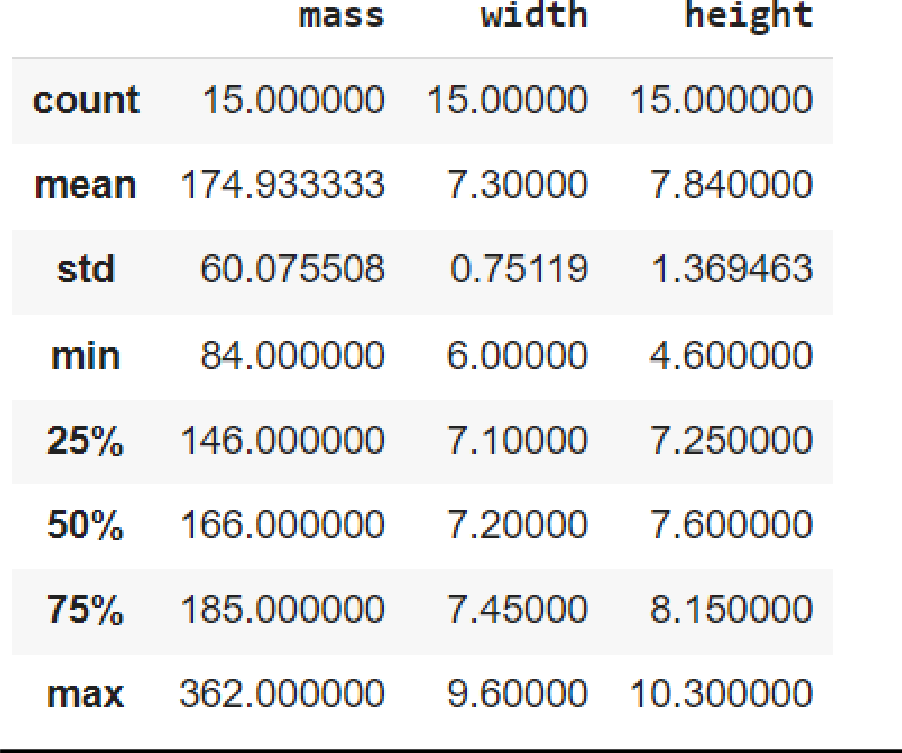 mass width height
count 15.000000 15.00000 15.000000
mean 174.933333 7.30000 7.840000
std 60.075508 0.75119 1.369463
min 84.000000 6.00000 4.600000
25% 146.000000 7.10000 7.250000
50% 166.000000 7.20000 7.600000
75% 185.000000 7.45000 8.150000
max 362.000000 9.60000 10.300000